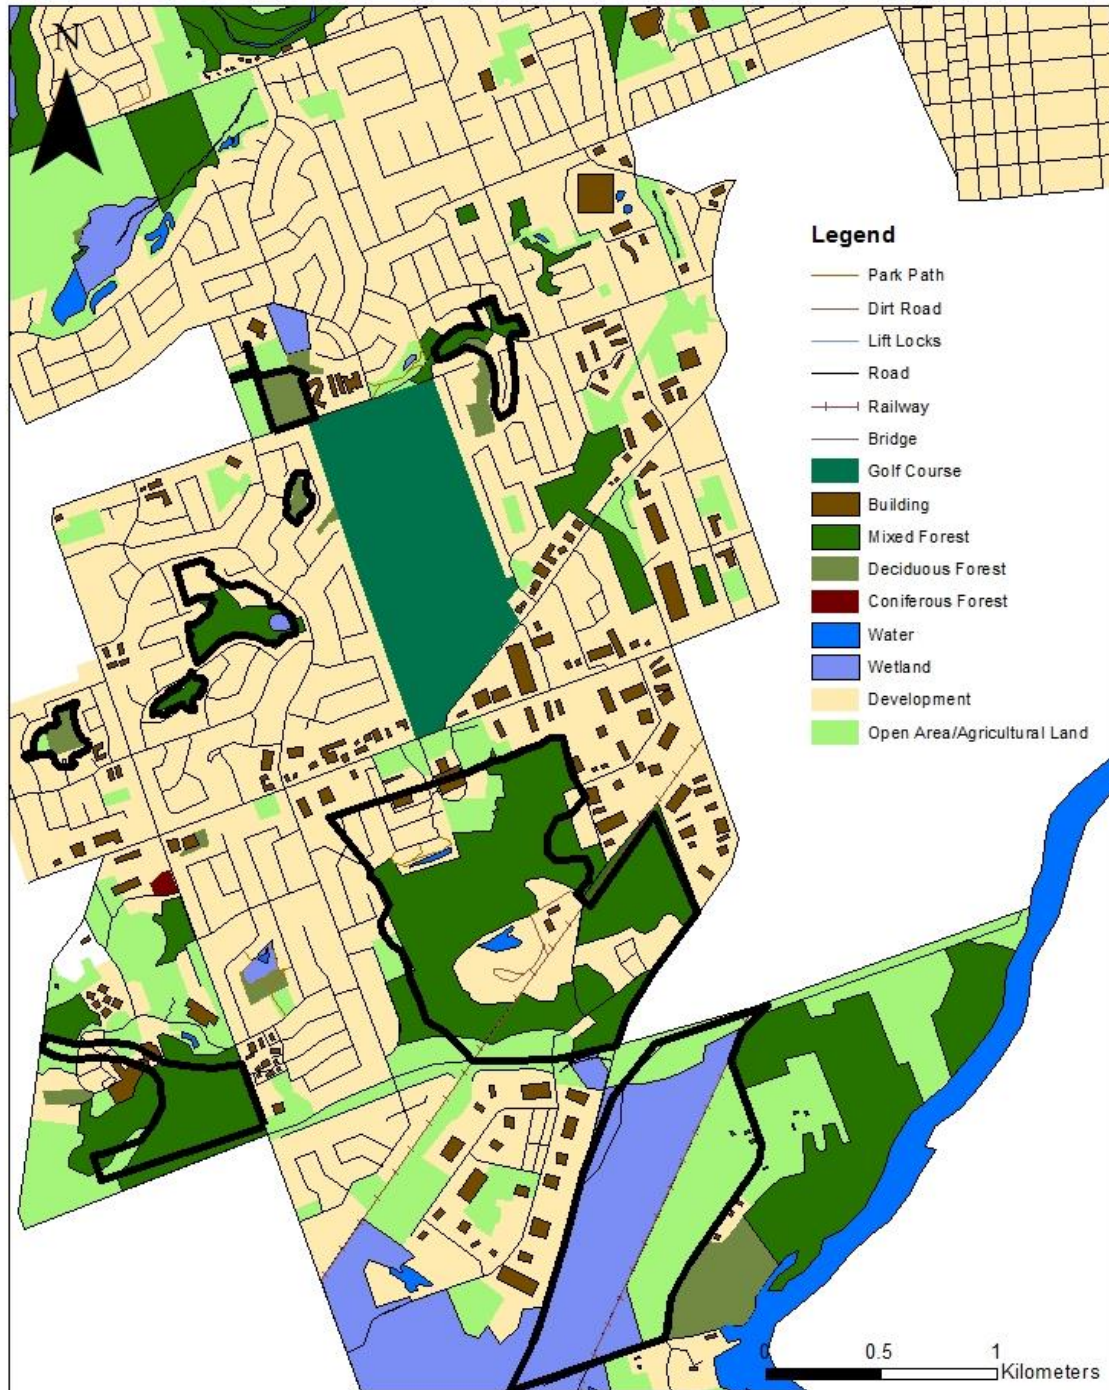 N
Legend
Park Path
Dirt Road
Lift Locks
Road
Railway
Bridge
Golf Course
Building
Mixed Forest
Deciduous Forest
Coniferous Forest
Water
Wetland
Development
Open Area/Agricultural Land
0 0.5 1
Kilometers